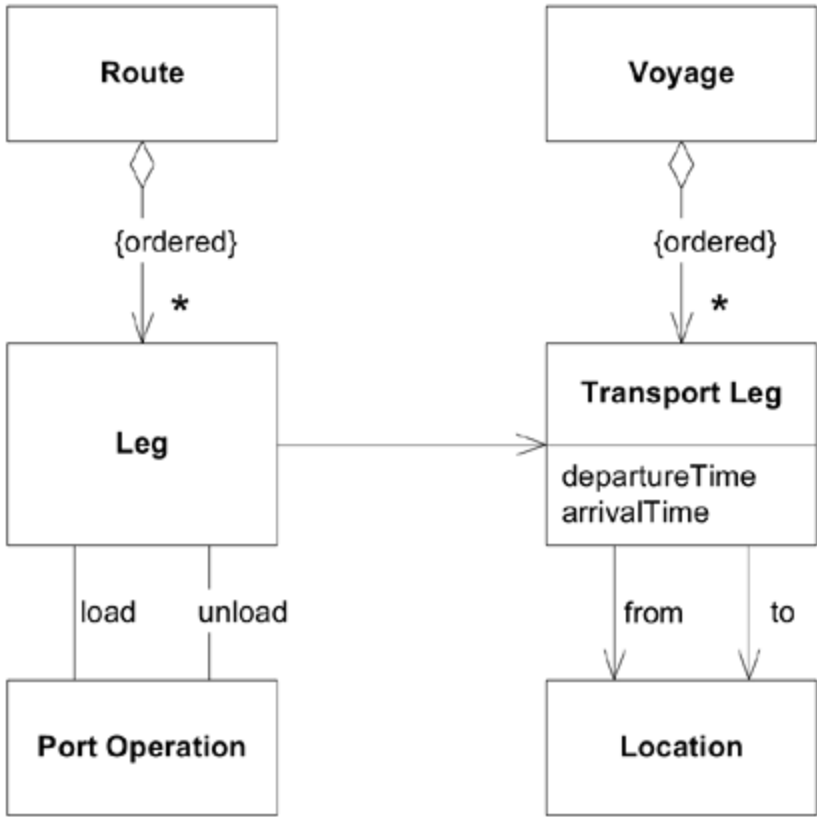 Route
Voyage
{ordered}
{ordered}
*
*
Leg
Transport Leg
departureTime
arrivalTime
load
unload
from
to
Port Operation
Location